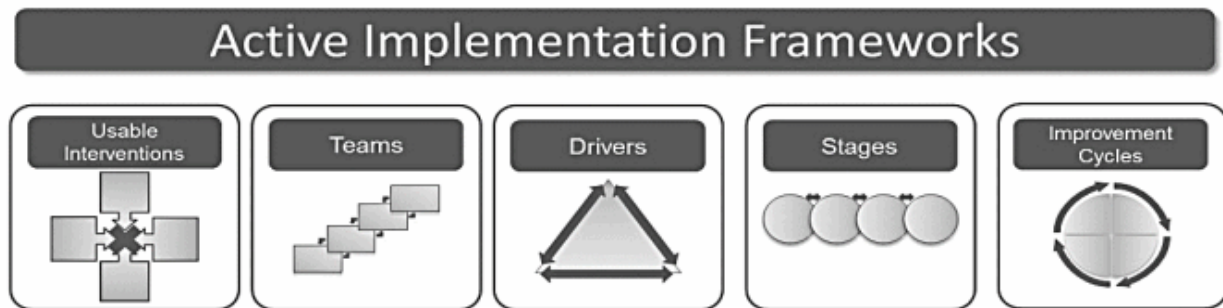 Active Implementation Frameworks
Usable
Interventions
Teams
Drivers
Stages
Improvement
Cycles